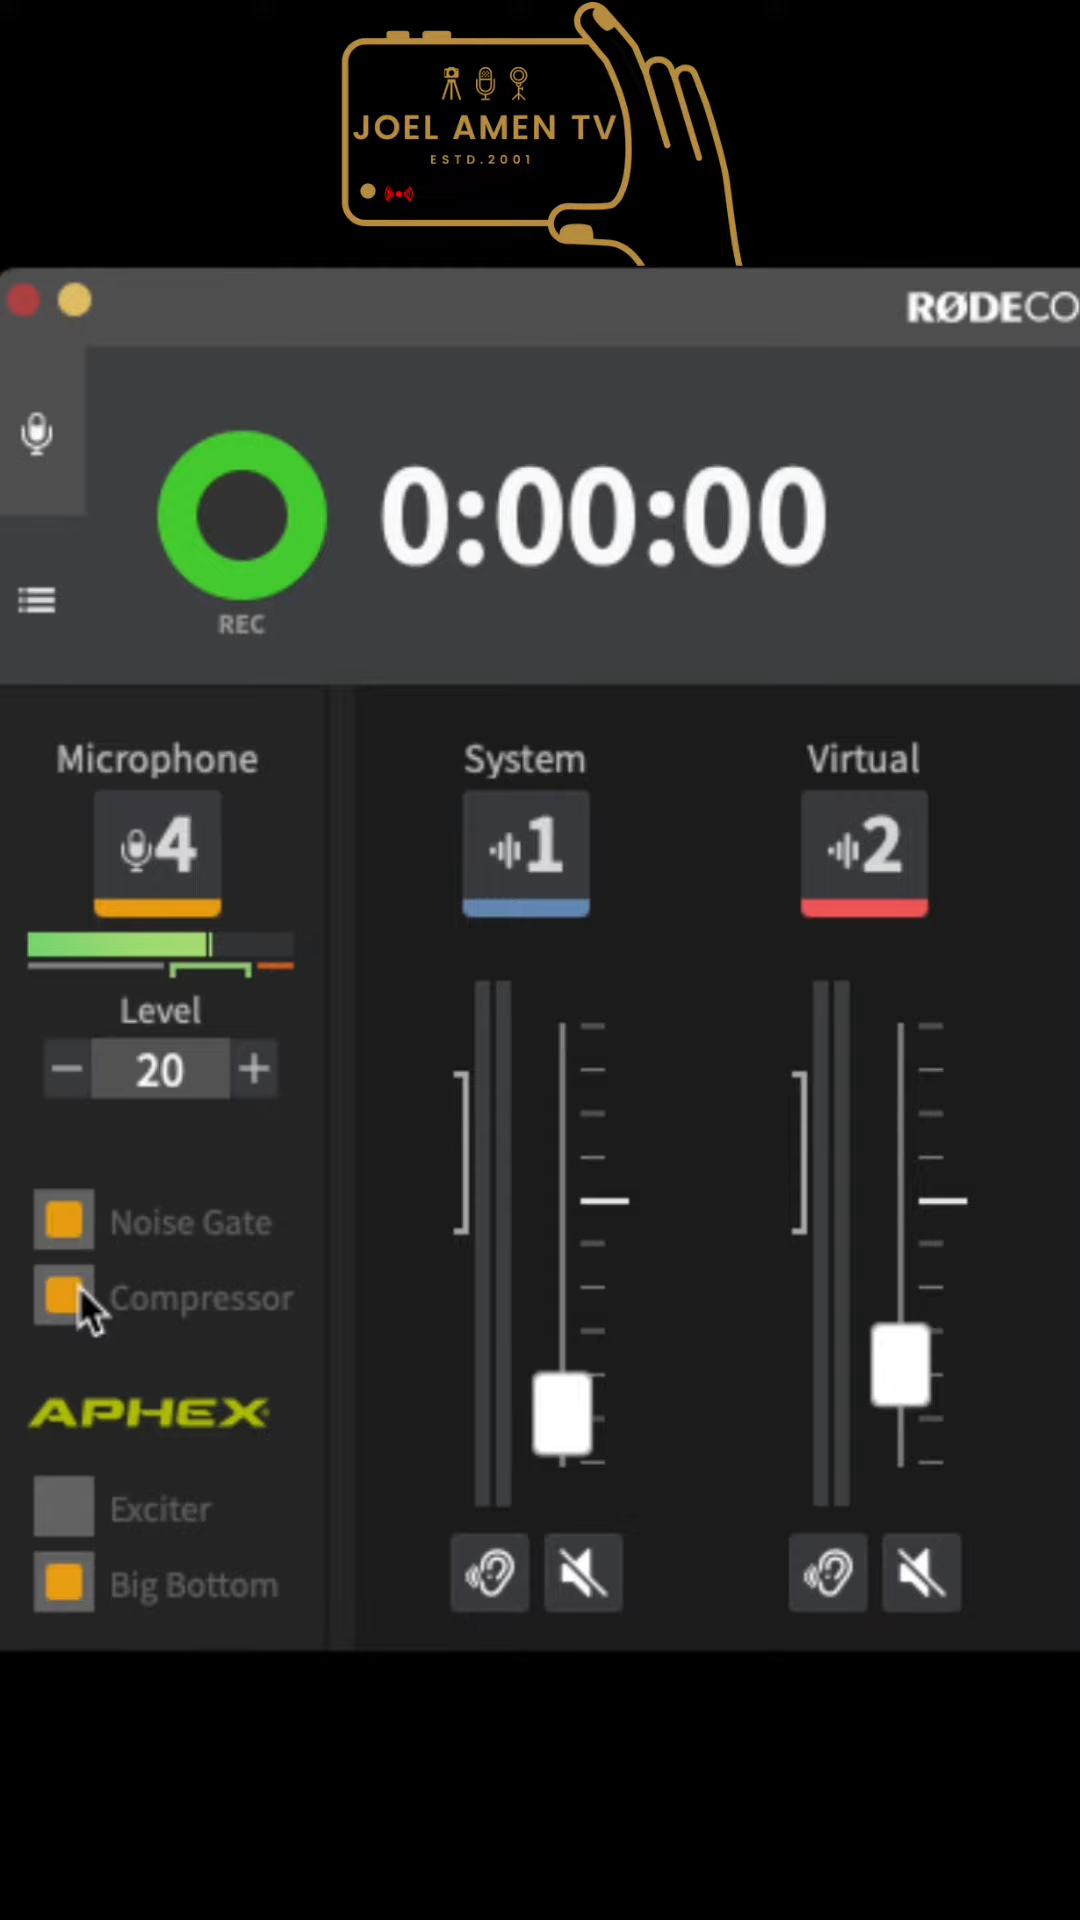 JOEL AMEN TV
ESTD.2001
RØDECO
0:00:00
REC
Microphone
System
Virtual
4
1
2
Level
20
Noise Gate
Compressor
APHEX
Exciter
Big Bottom